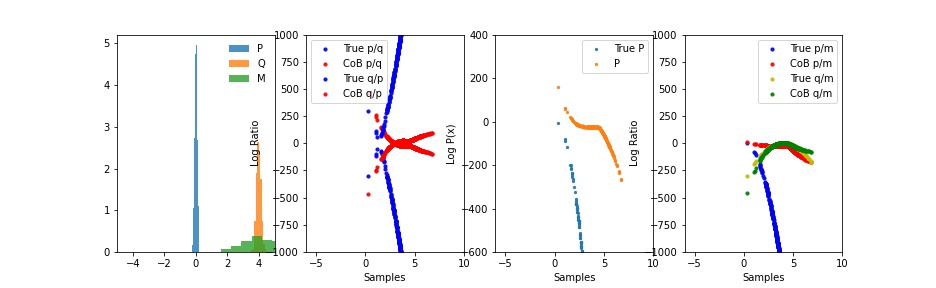 5
4
3
2
1
0
−4
−2
0
2
4
P
Q
M
Log Ratio
1000
750
500
250
0
−250
−500
−750
1000
−5
0
5
10
Samples
True p/q
CoB p/q
True q/p
CoB q/p
Log P(x)
400
200
0
−200
−400
−600
−5
0
5
10
Samples
True P
P
Log Ratio
1000
750
500
250
0
−250
−500
−750
1000
−5
0
5
10
Samples
True p/m
CoB p/m
True q/m
CoB q/m